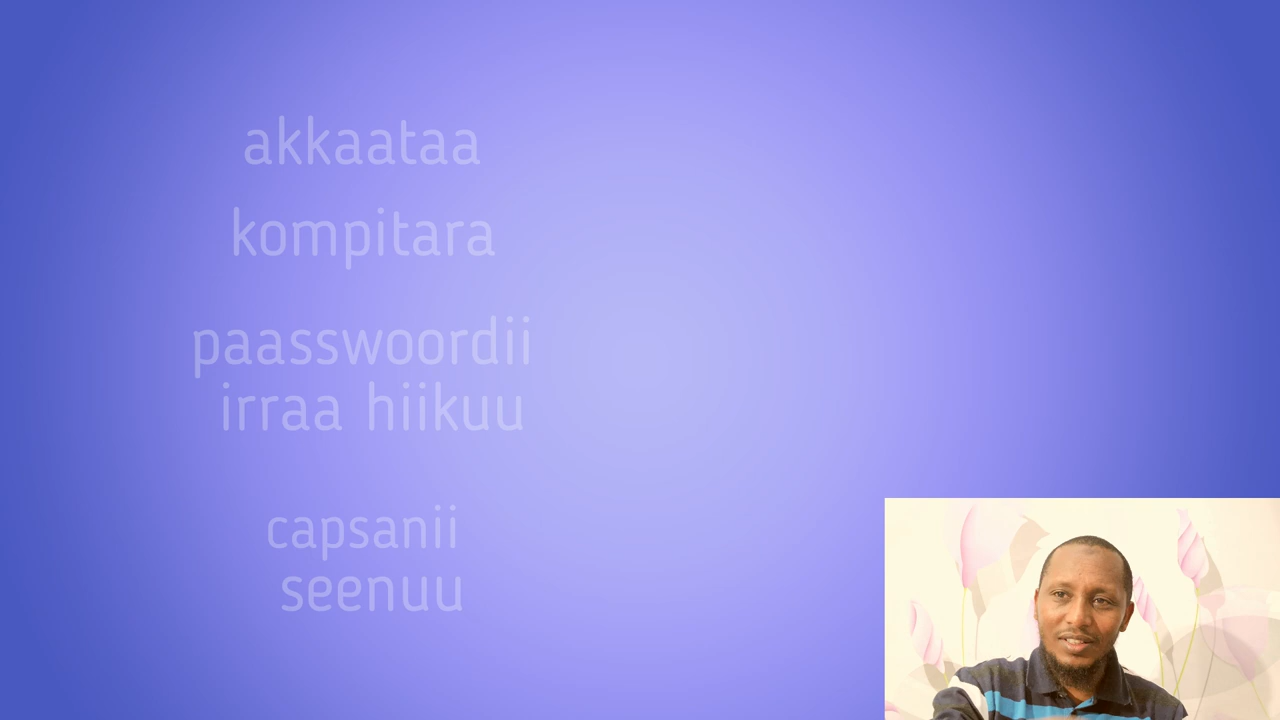 akkaataa
kompitara
paasswoordii
irraa hiikuu
capsanii
seenuu